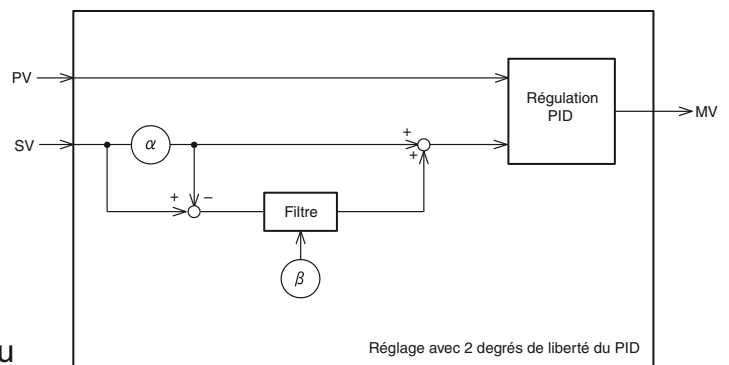 PV
Régulation
PID
MV
SV
α
+
+
+
−
Filtre
β
Réglage avec 2 degrés de liberté du PID
u